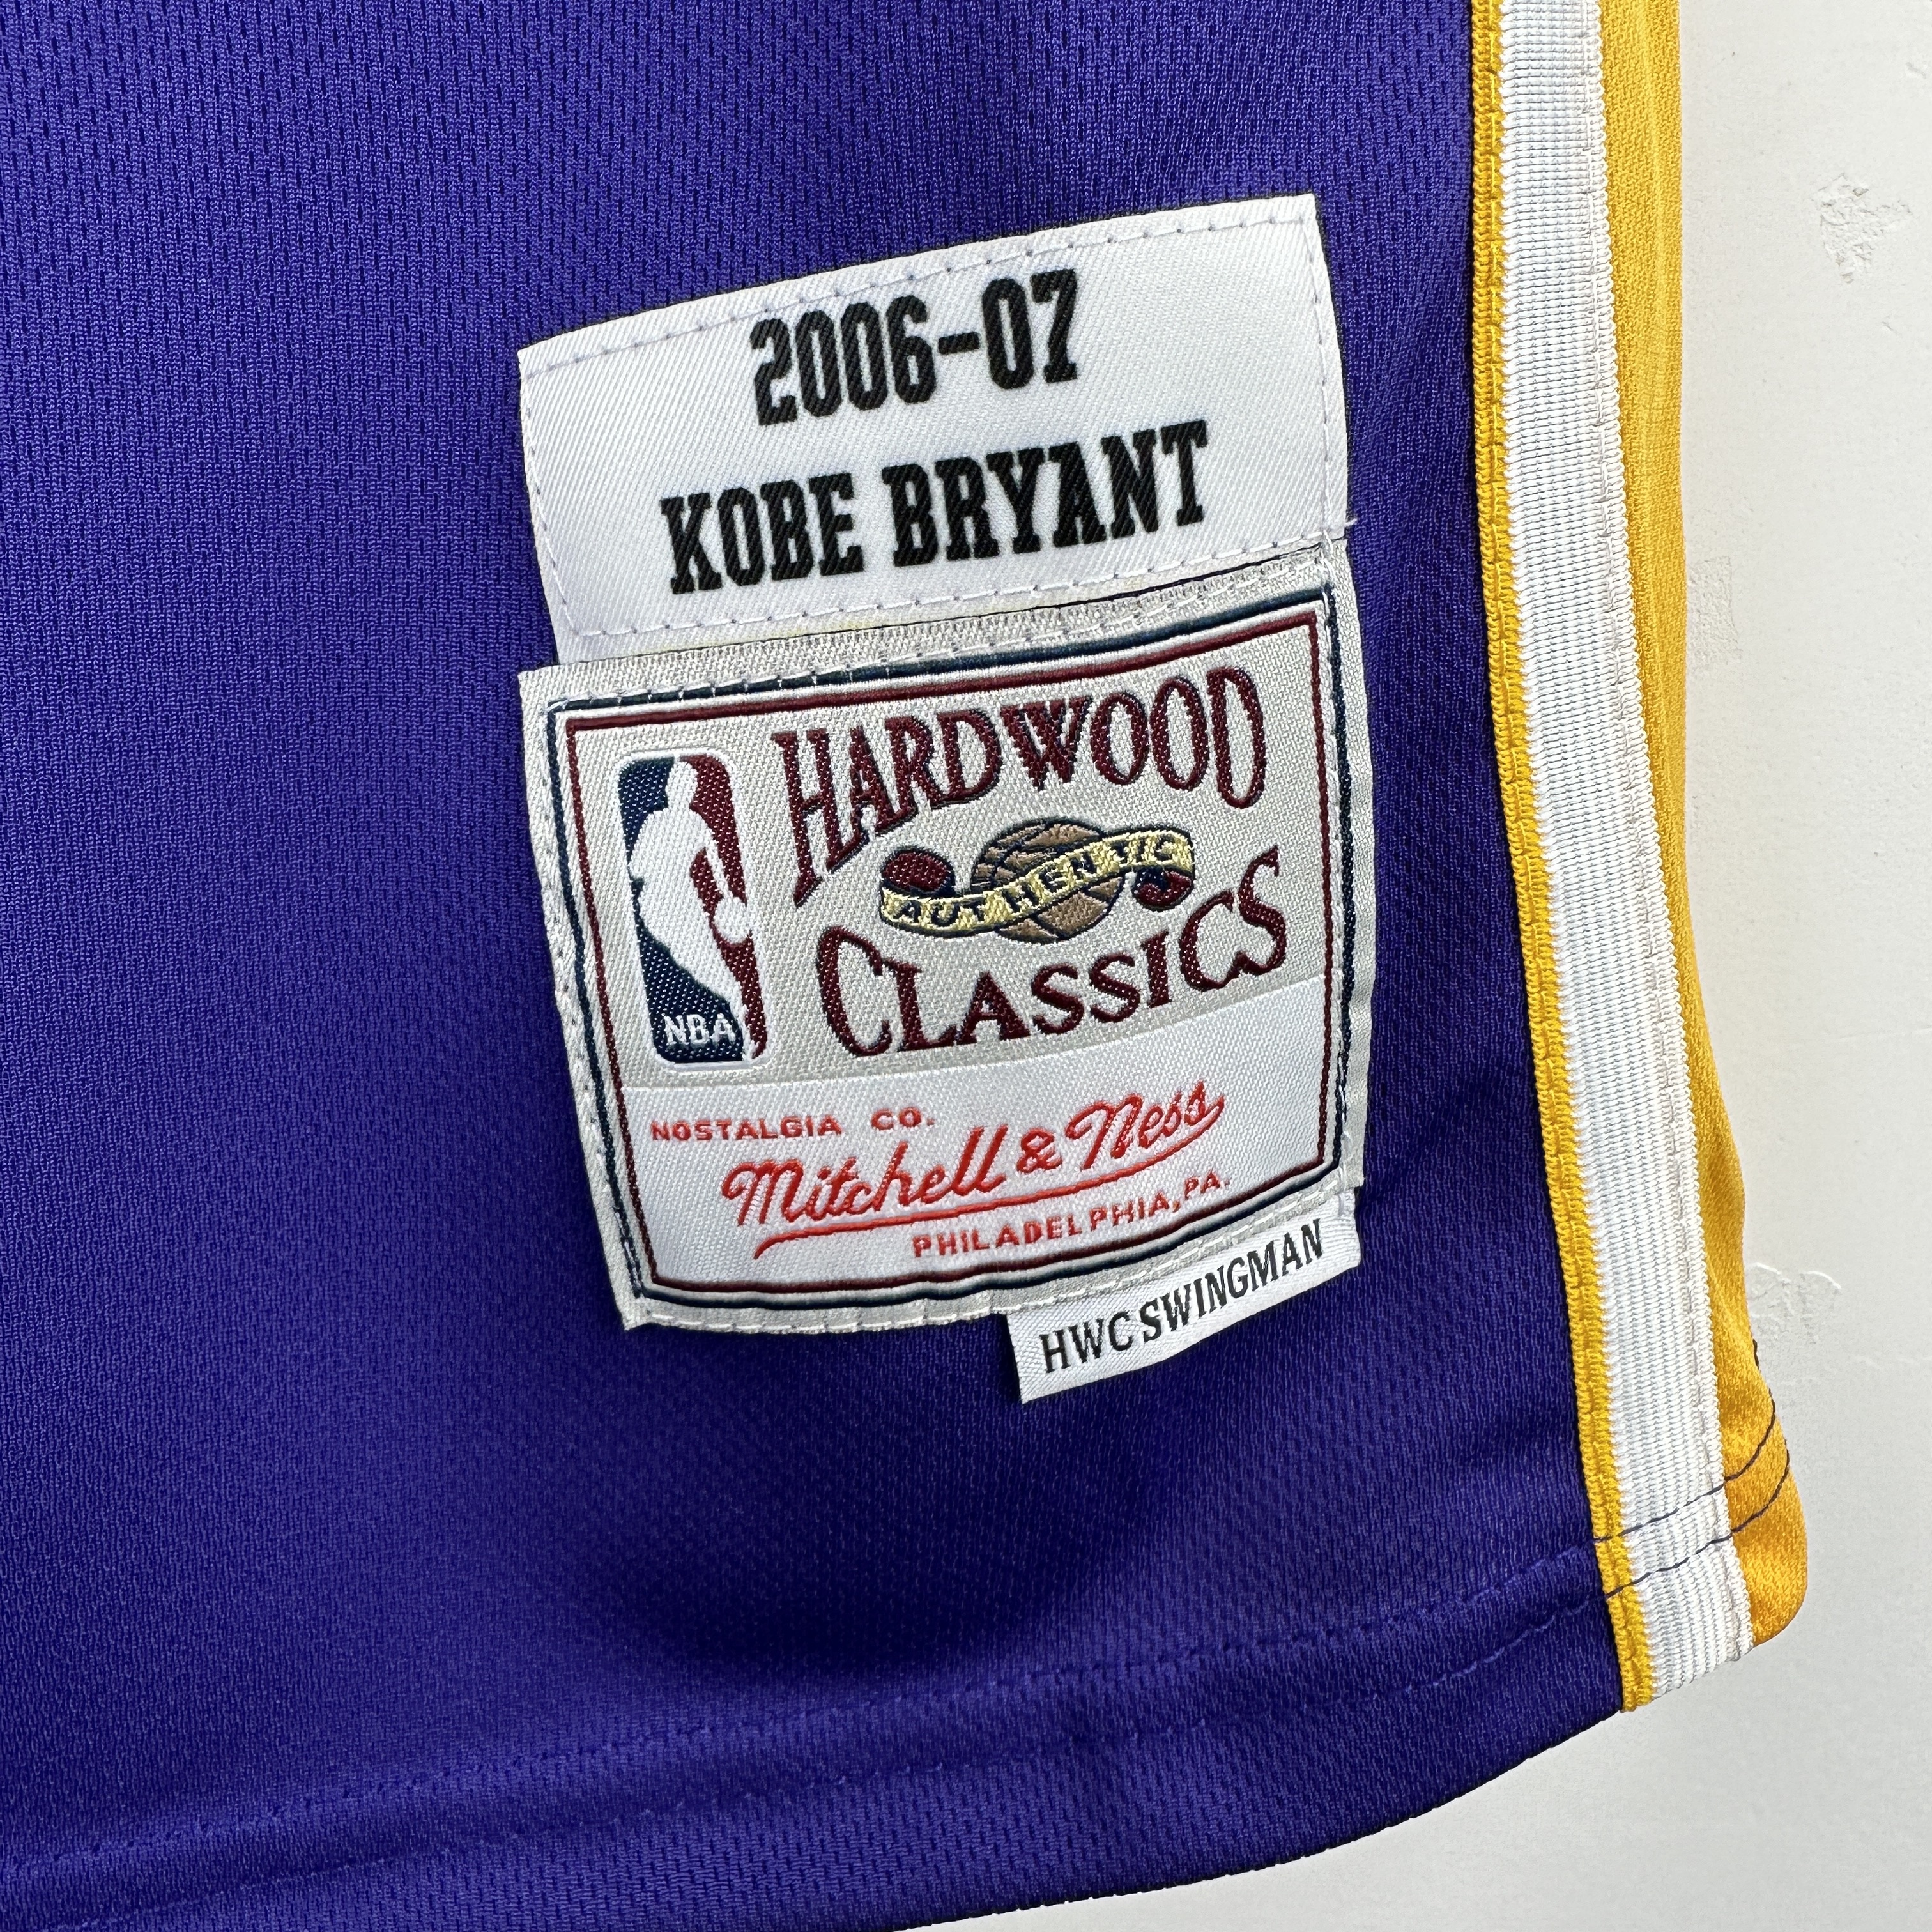 2006-07
KOBE BRYANT
HARDWOOD
AUTHENTIC
CLASSICS
NBA
NOSTALGIA CO.
Mitchell & Ness
PHILADELPHIA, PA.
HWC SWINGMAN